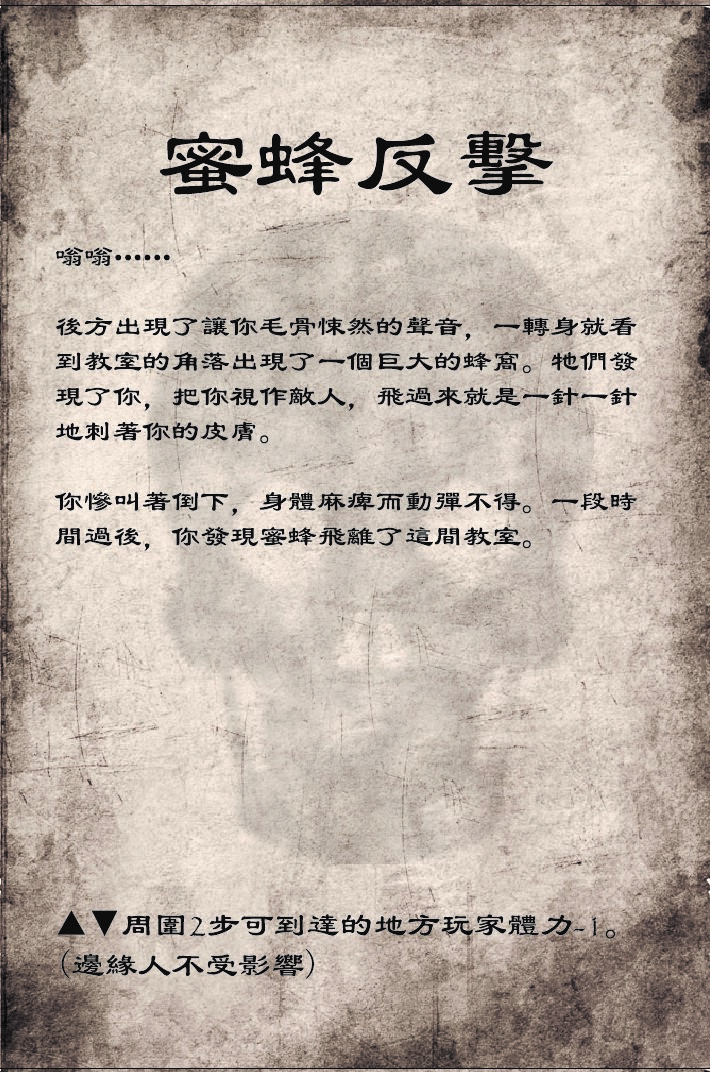 蜜蜂反擊
嗡嗡⋯⋯
後方出現了讓你毛骨悚然的聲音，一轉身就看
到教室的角落出現了一個巨大的蜂窩。牠們發
現了你，把你視作敵人，飛過來就是一針一針
地刺著你的皮膚。
你慘叫著倒下，身體麻痺而動彈不得。一段時
間過後，你發現蜜蜂飛離了這間教室。
▲▼周圍2步可到達的地方玩家體力-1。
（邊緣人不受影響）